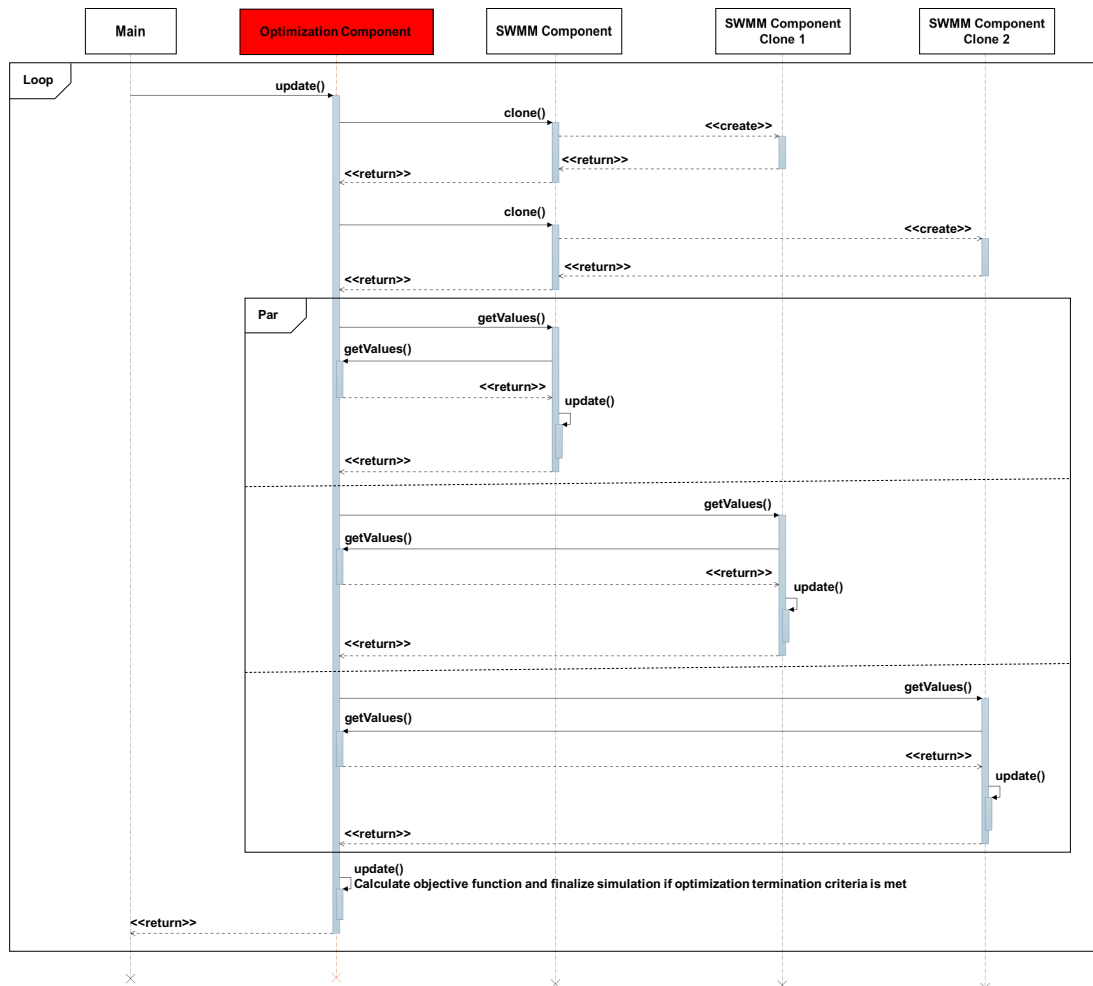 Main
Optimization Component
SWMM Component
SWMM Component
Clone 1
SWMM Component
Clone 2
Loop
update()
clone()
<<create>>
<<return>>
<<return>>
clone()
<<create>>
<<return>>
<<return>>
Par
getValues()
getValues()
<<return>>
update()
<<return>>
getValues()
getValues()
<<return>>
update()
<<return>>
getValues()
getValues()
<<return>>
update()
<<return>>
update()
Calculate objective function and finalize simulation if optimization termination criteria is met
<<return>>